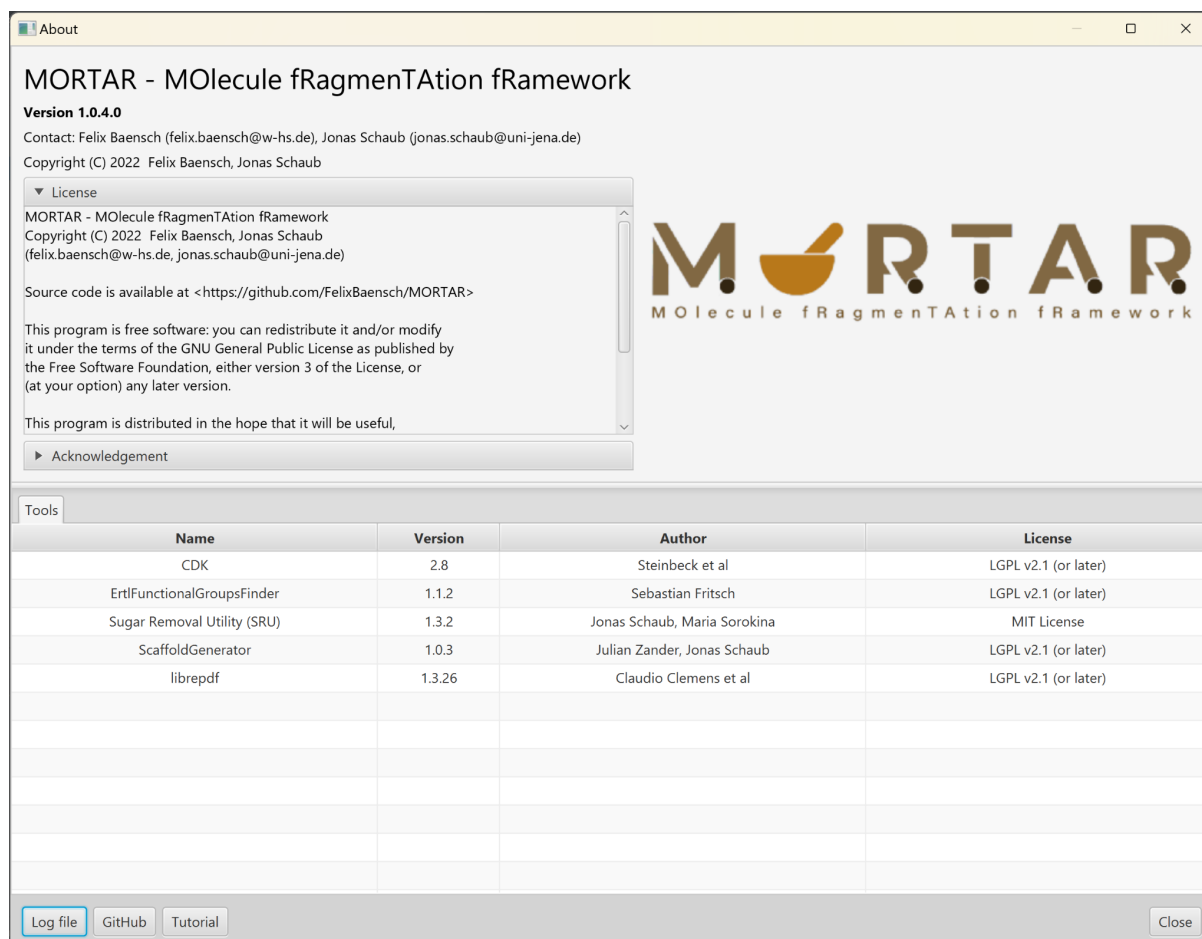 About
MORTAR - MOlecule fRagmenTAtion fRamework
Version 1.0.4.0
Contact: Felix Baensch (felix.baensch@w-hs.de), Jonas Schaub (jonas.schaub@uni-jena.de)
Copyright (C) 2022  Felix Baensch, Jonas Schaub
License
MORTAR - MOlecule fRagmenTAtion fRamework
Copyright (C) 2022  Felix Baensch, Jonas Schaub
(felix.baensch@w-hs.de, jonas.schaub@uni-jena.de)
Source code is available at <https://github.com/FelixBaensch/MORTAR>
This program is free software: you can redistribute it and/or modify
it under the terms of the GNU General Public License as published by
the Free Software Foundation, either version 3 of the License, or
(at your option) any later version.
This program is distributed in the hope that it will be useful,
Acknowledgement
MORTAR
MOlecule fRagmenTAtion fRamework
Tools
Name Version Author License
CDK 2.8 Steinbeck et al LGPL v2.1 (or later)
ErtlFunctionalGroupsFinder 1.1.2 Sebastian Fritsch LGPL v2.1 (or later)
Sugar Removal Utility (SRU) 1.3.2 Jonas Schaub, Maria Sorokina MIT License
ScaffoldGenerator 1.0.3 Julian Zander, Jonas Schaub LGPL v2.1 (or later)
librepdf 1.3.26 Claudio Clemens et al LGPL v2.1 (or later)
Log file GitHub Tutorial Close